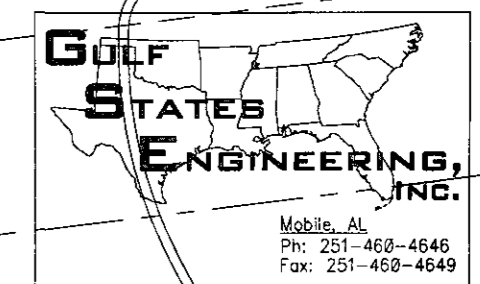 GULF
STATES
ENGINEERING,
INC.
Mobile, AL
Ph: 251-460-4646
Fax: 251-460-4649